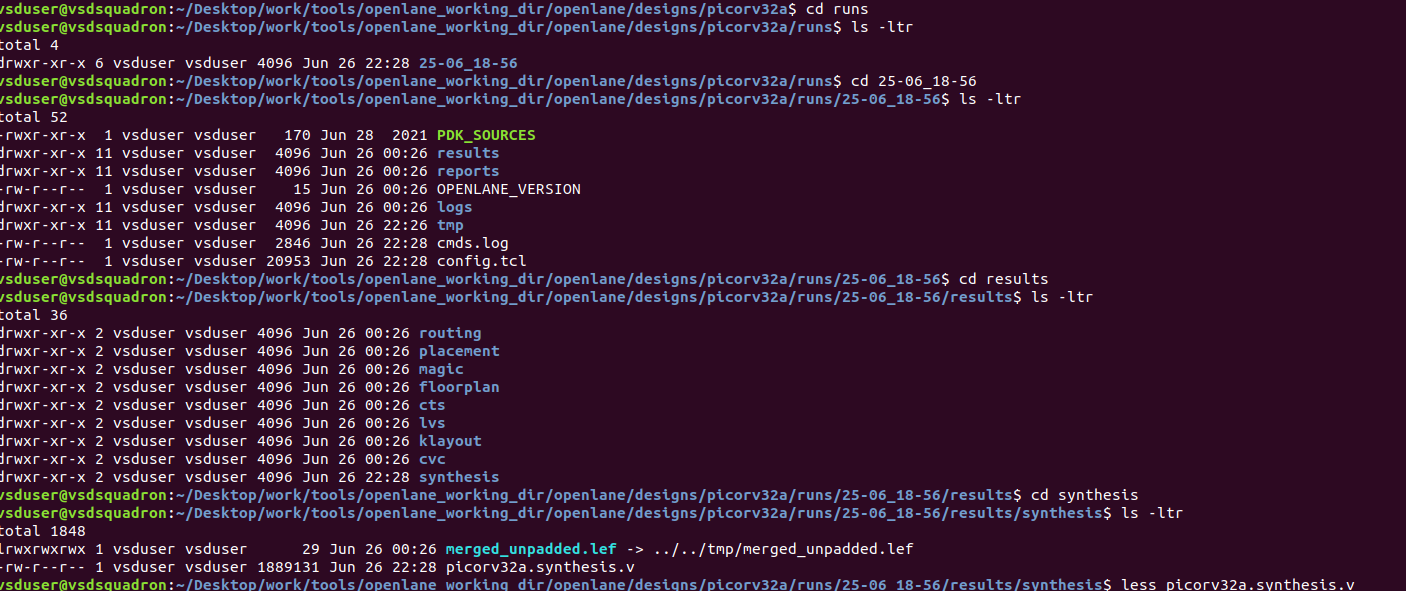 vsduser@vsdsquadron:~/Desktop/work/tools/openlane_working_dir/openlane/designs/picorv32a$ cd runs
vsduser@vsdsquadron:~/Desktop/work/tools/openlane_working_dir/openlane/designs/picorv32a/runs$ ls -ltr
total 4
drwxr-xr-x 6 vsduser vsduser 4096 Jun 26 22:28 25-06_18-56
vsduser@vsdsquadron:~/Desktop/work/tools/openlane_working_dir/openlane/designs/picorv32a/runs$ cd 25-06_18-56
vsduser@vsdsquadron:~/Desktop/work/tools/openlane_working_dir/openlane/designs/picorv32a/runs/25-06_18-56$ ls -ltr
total 52
-rwxr-xr-x  1 vsduser vsduser   170 Jun 28  2021 PDK_SOURCES
drwxr-xr-x 11 vsduser vsduser  4096 Jun 26 00:26 results
drwxr-xr-x 11 vsduser vsduser  4096 Jun 26 00:26 reports
-rw-r--r--  1 vsduser vsduser    15 Jun 26 00:26 OPENLANE_VERSION
drwxr-xr-x 11 vsduser vsduser  4096 Jun 26 00:26 logs
drwxr-xr-x 11 vsduser vsduser  4096 Jun 26 22:26 tmp
-rw-r--r--  1 vsduser vsduser  2846 Jun 26 22:28 cmds.log
-rw-r--r--  1 vsduser vsduser 20953 Jun 26 22:28 config.tcl
vsduser@vsdsquadron:~/Desktop/work/tools/openlane_working_dir/openlane/designs/picorv32a/runs/25-06_18-56$ cd results
vsduser@vsdsquadron:~/Desktop/work/tools/openlane_working_dir/openlane/designs/picorv32a/runs/25-06_18-56/results$ ls -ltr
total 36
drwxr-xr-x 2 vsduser vsduser 4096 Jun 26 00:26 routing
drwxr-xr-x 2 vsduser vsduser 4096 Jun 26 00:26 placement
drwxr-xr-x 2 vsduser vsduser 4096 Jun 26 00:26 magic
drwxr-xr-x 2 vsduser vsduser 4096 Jun 26 00:26 floorplan
drwxr-xr-x 2 vsduser vsduser 4096 Jun 26 00:26 cts
drwxr-xr-x 2 vsduser vsduser 4096 Jun 26 00:26 lvs
drwxr-xr-x 2 vsduser vsduser 4096 Jun 26 00:26 klayout
drwxr-xr-x 2 vsduser vsduser 4096 Jun 26 00:26 cvc
drwxr-xr-x 2 vsduser vsduser 4096 Jun 26 22:28 synthesis
vsduser@vsdsquadron:~/Desktop/work/tools/openlane_working_dir/openlane/designs/picorv32a/runs/25-06_18-56/results$ cd synthesis
vsduser@vsdsquadron:~/Desktop/work/tools/openlane_working_dir/openlane/designs/picorv32a/runs/25-06_18-56/results/synthesis$ ls -ltr
total 1848
lrwxrwxrwx 1 vsduser vsduser      29 Jun 26 00:26 merged_unpadded.lef -> ../../tmp/merged_unpadded.lef
-rw-r--r-- 1 vsduser vsduser 1889131 Jun 26 22:28 picorv32a.synthesis.v
vsduser@vsdsquadron:~/Desktop/work/tools/openlane_working_dir/openlane/designs/picorv32a/runs/25-06_18-56/results/synthesis$ less picorv32a.synthesis.v